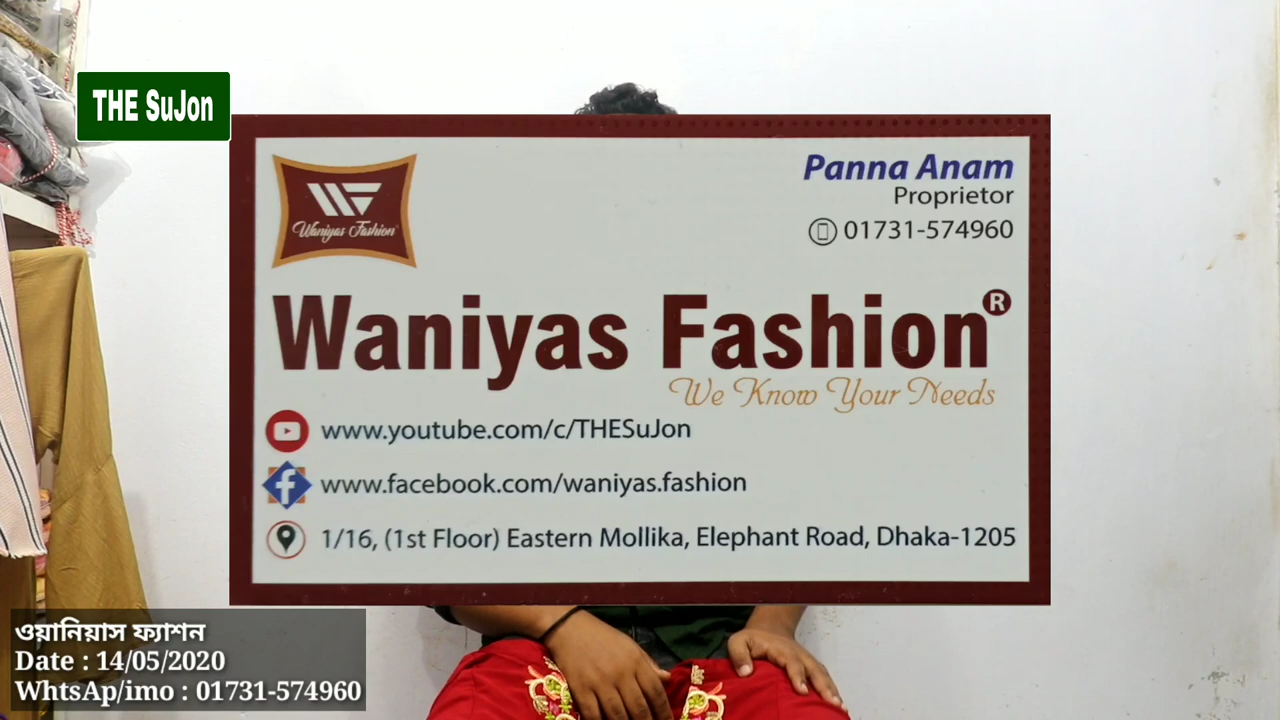 THE SuJon
Waniyas Fashion
Panna Anam
Proprietor
01731-574960
Waniyas Fashion®
We Know Your Needs
www.youtube.com/c/THESuJon
www.facebook.com/waniyas.fashion
1/16, (1st Floor) Eastern Mollika, Elephant Road, Dhaka-1205
ওয়ানিয়াস ফ্যাশন
Date : 14/05/2020
WhtsAp/imo : 01731-574960